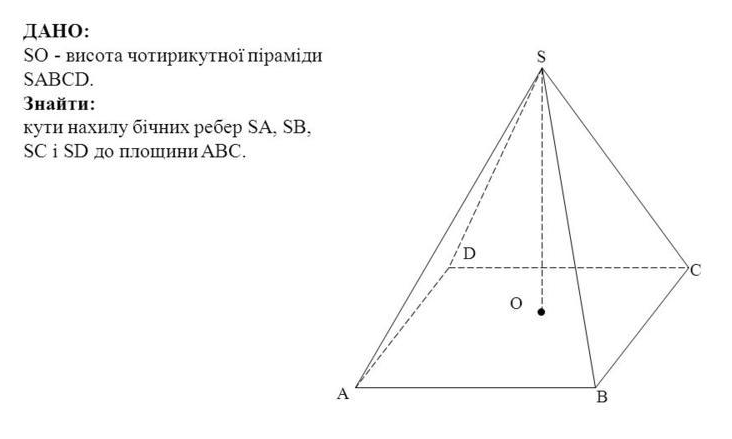 ДАНО:
SO - висота чотирикутної піраміди
SABCD.
Знайти:
кути нахилу бічних ребер SA, SB,
SC і SD до площини ABC.
S
D
C
O
A
B